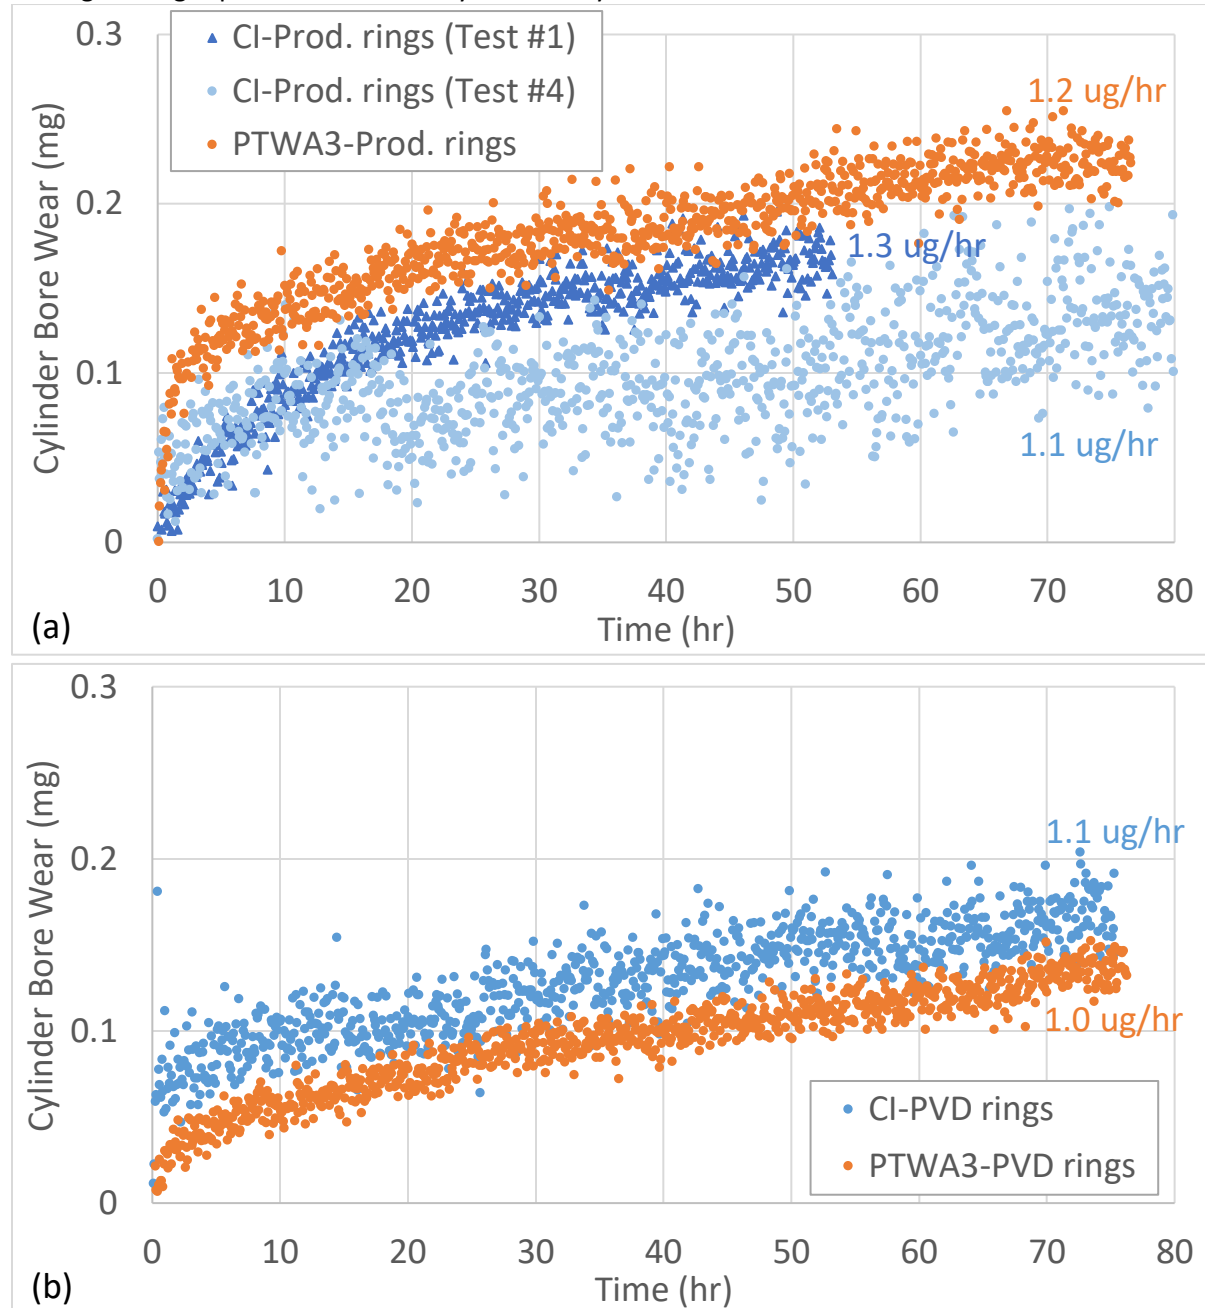 0.3
CI-Prod. rings (Test #1)
CI-Prod. rings (Test #4)
PTWA3-Prod. rings
1.2 ug/hr
0.2
1.3 ug/hr
0.1
1.1 ug/hr
0
Cylinder Bore Wear (mg)
0 10 20 30 40 50 60 70 80
Time (hr)
(a)
0.3
0.2
1.1 ug/hr
0.1
1.0 ug/hr
0
Cylinder Bore Wear (mg)
CI-PVD rings
PTWA3-PVD rings
0 10 20 30 40 50 60 70 80
Time (hr)
(b)